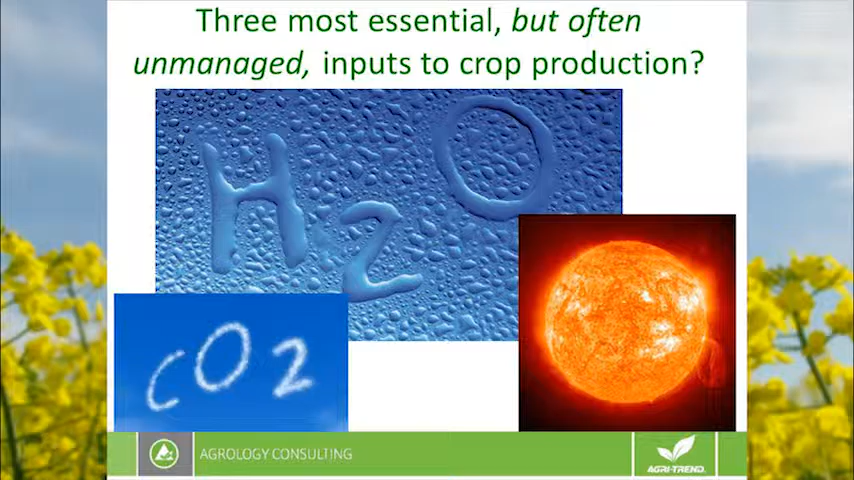 Three most essential, but often
unmanaged, inputs to crop production?
H2O
CO2
AGROLOGY CONSULTING
AGRI-TREND